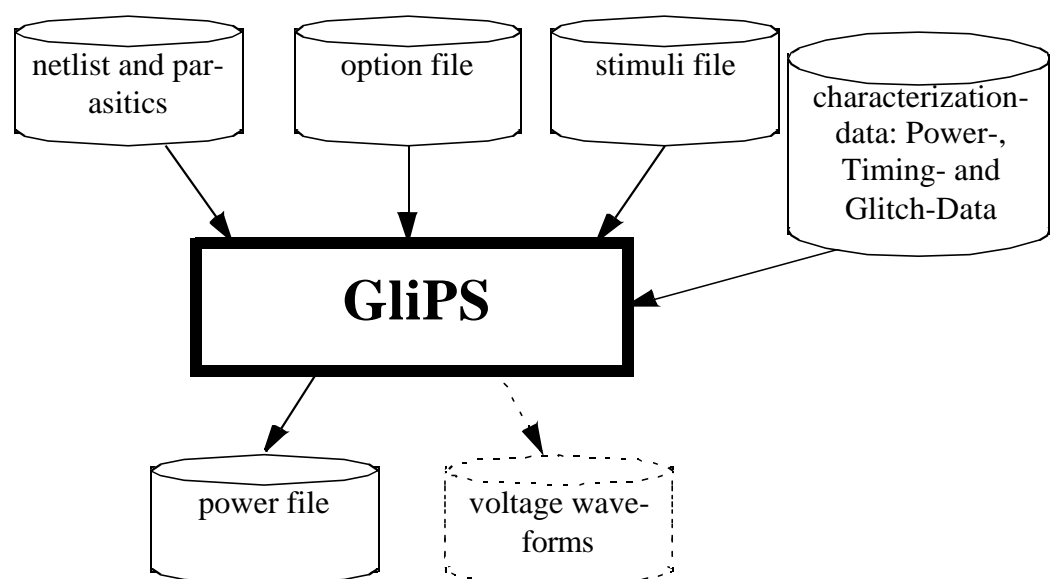 netlist and par-
asitics
option file
stimuli file
characterization-
data: Power-,
Timing- and
Glitch-Data
GliPS
power file
voltage wave-
forms